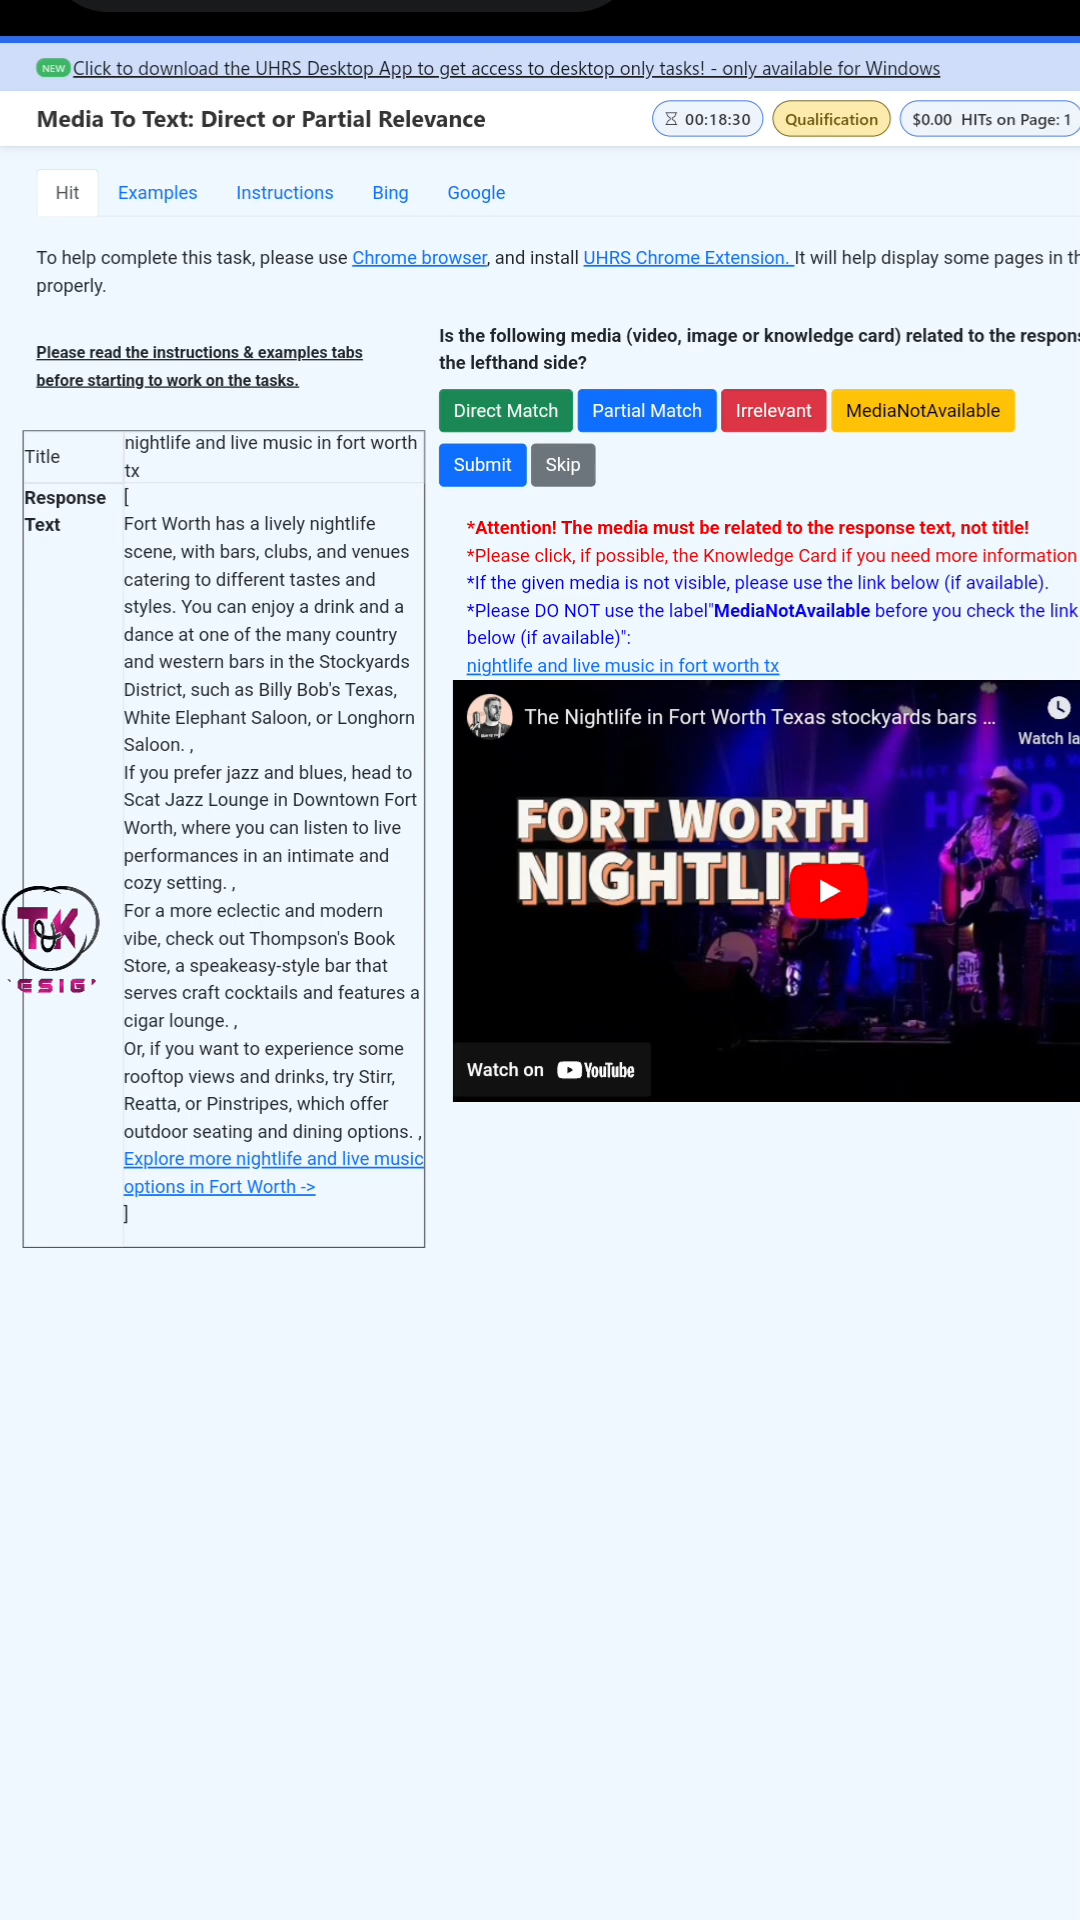 NEW Click to download the UHRS Desktop App to get access to desktop only tasks! - only available for Windows
Media To Text: Direct or Partial Relevance
00:18:30
Qualification
$0.00 HITs on Page: 1
Hit
Examples
Instructions
Bing
Google
To help complete this task, please use Chrome browser, and install UHRS Chrome Extension. It will help display some pages in th
properly.
Please read the instructions & examples tabs
before starting to work on the tasks.
Title
nightlife and live music in fort worth
tx
Response
Text
[
Fort Worth has a lively nightlife
scene, with bars, clubs, and venues
catering to different tastes and
styles. You can enjoy a drink and a
dance at one of the many country
and western bars in the Stockyards
District, such as Billy Bob's Texas,
White Elephant Saloon, or Longhorn
Saloon. ,
If you prefer jazz and blues, head to
Scat Jazz Lounge in Downtown Fort
Worth, where you can listen to live
performances in an intimate and
cozy setting. ,
For a more eclectic and modern
vibe, check out Thompson's Book
Store, a speakeasy-style bar that
serves craft cocktails and features a
cigar lounge. ,
Or, if you want to experience some
rooftop views and drinks, try Stirr,
Reatta, or Pinstripes, which offer
outdoor seating and dining options. ,
Explore more nightlife and live music
options in Fort Worth ->
]
Is the following media (video, image or knowledge card) related to the respons
the lefthand side?
Direct Match
Partial Match
Irrelevant
MediaNotAvailable
Submit
Skip
*Attention! The media must be related to the response text, not title!
*Please click, if possible, the Knowledge Card if you need more information
*If the given media is not visible, please use the link below (if available).
*Please DO NOT use the label"MediaNotAvailable before you check the link
below (if available)":
nightlife and live music in fort worth tx
The Nightlife in Fort Worth Texas stockyards bars ...
Watch la
FORT WORTH
NIGHTLIFE
Watch on YouTube